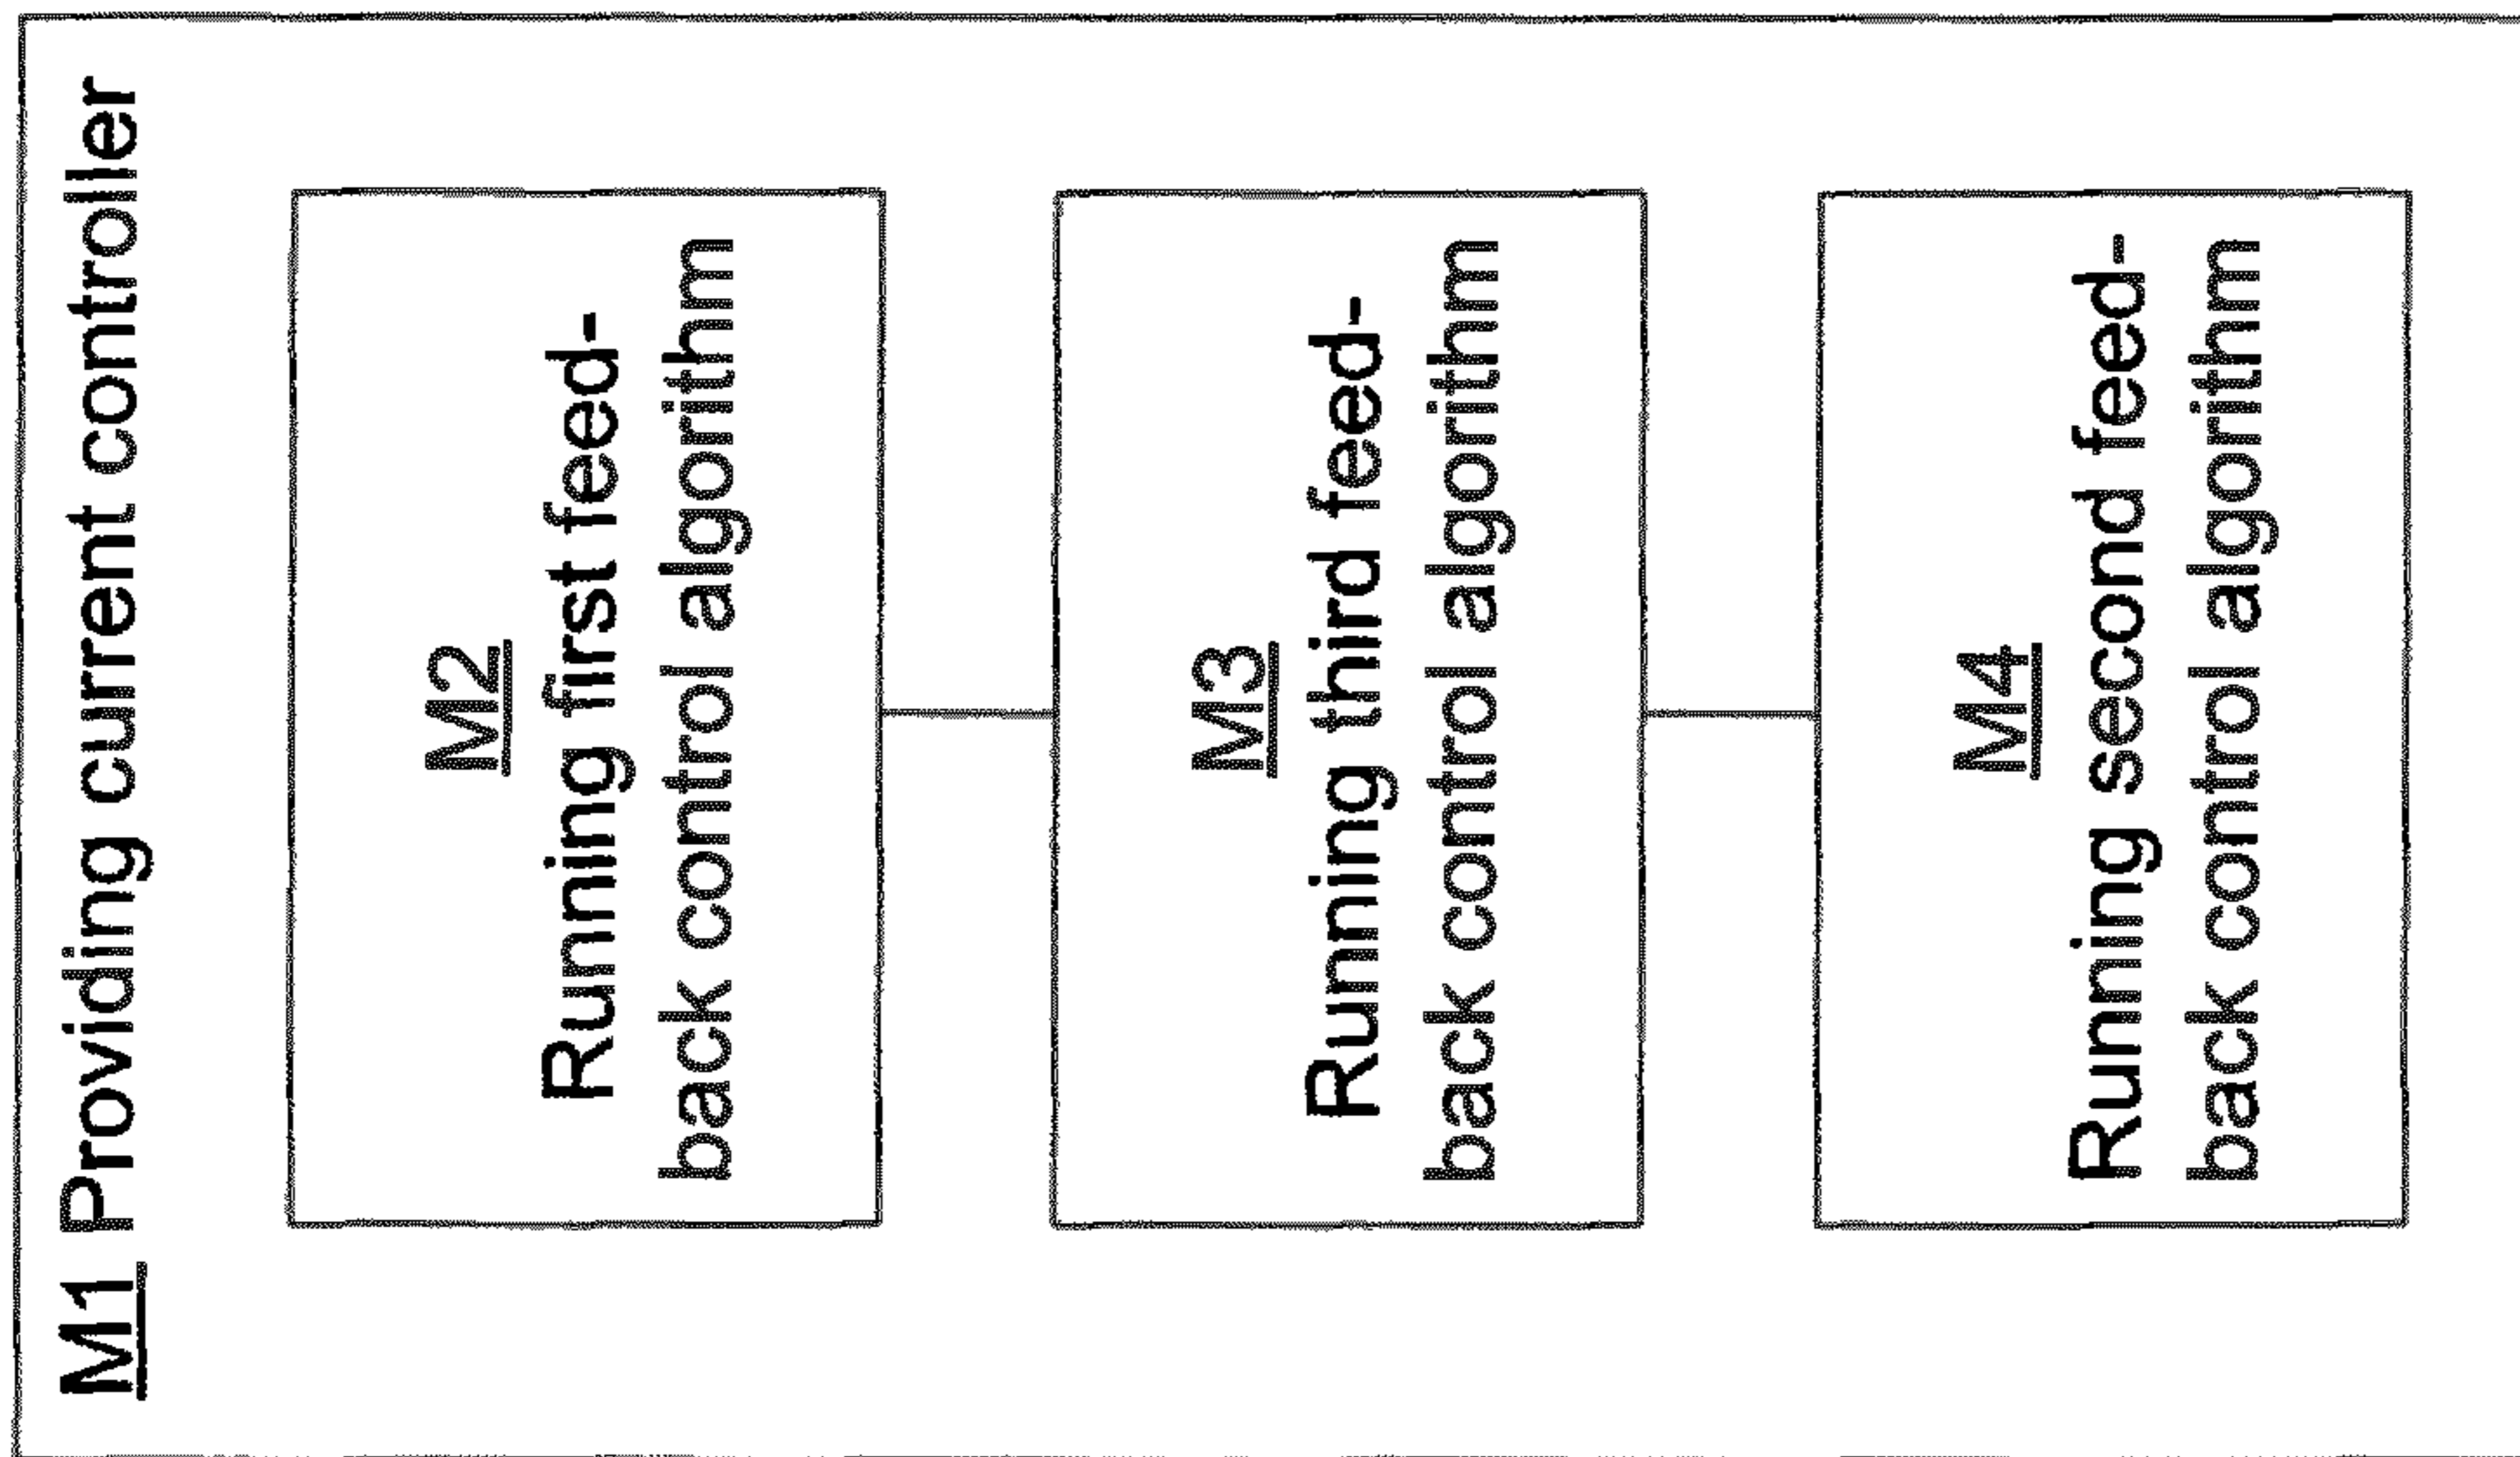 M1 Providing current controller
M2
Running first feed-
back control algorithm
M3
Running third feed-
back control algorithm
M4
Running second feed-
back control algorithm